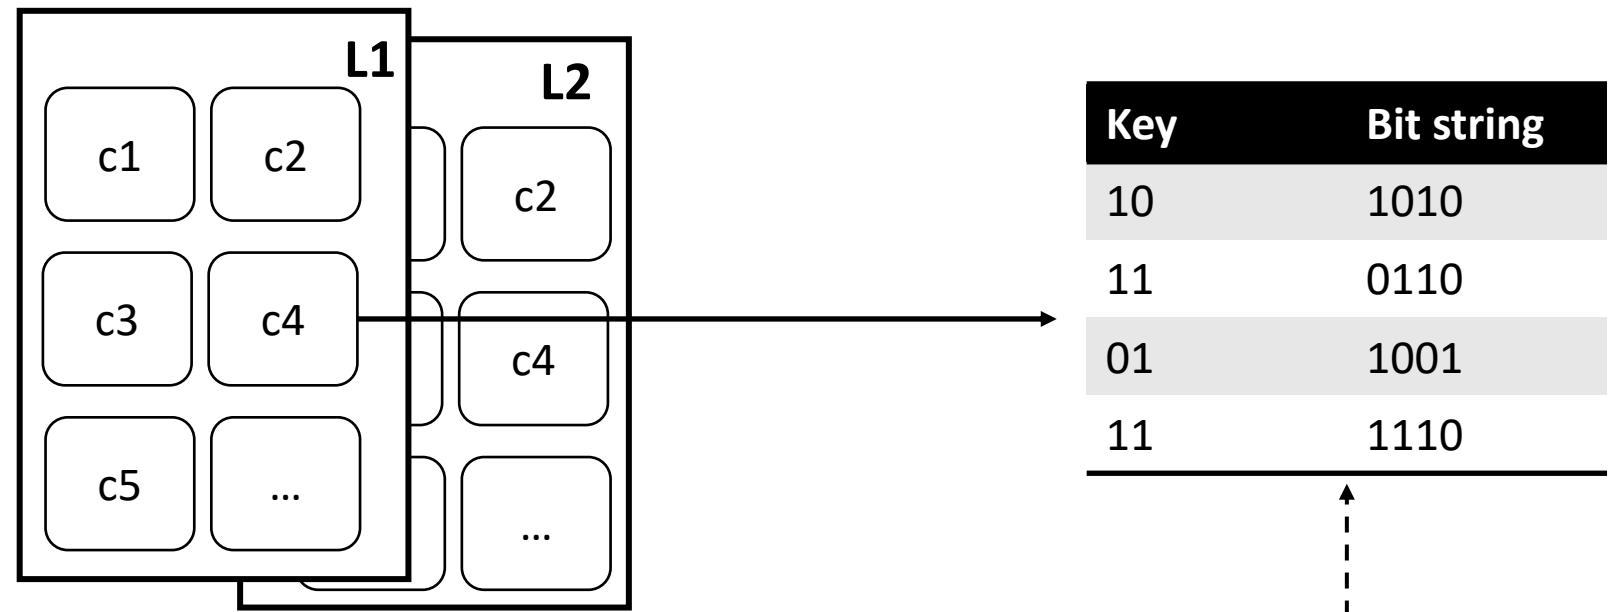 L1
c1 c2
c3 c4
c5 ...
L2
c2
c4
...
Key Bit string
10 1010
11 0110
01 1001
11 1110